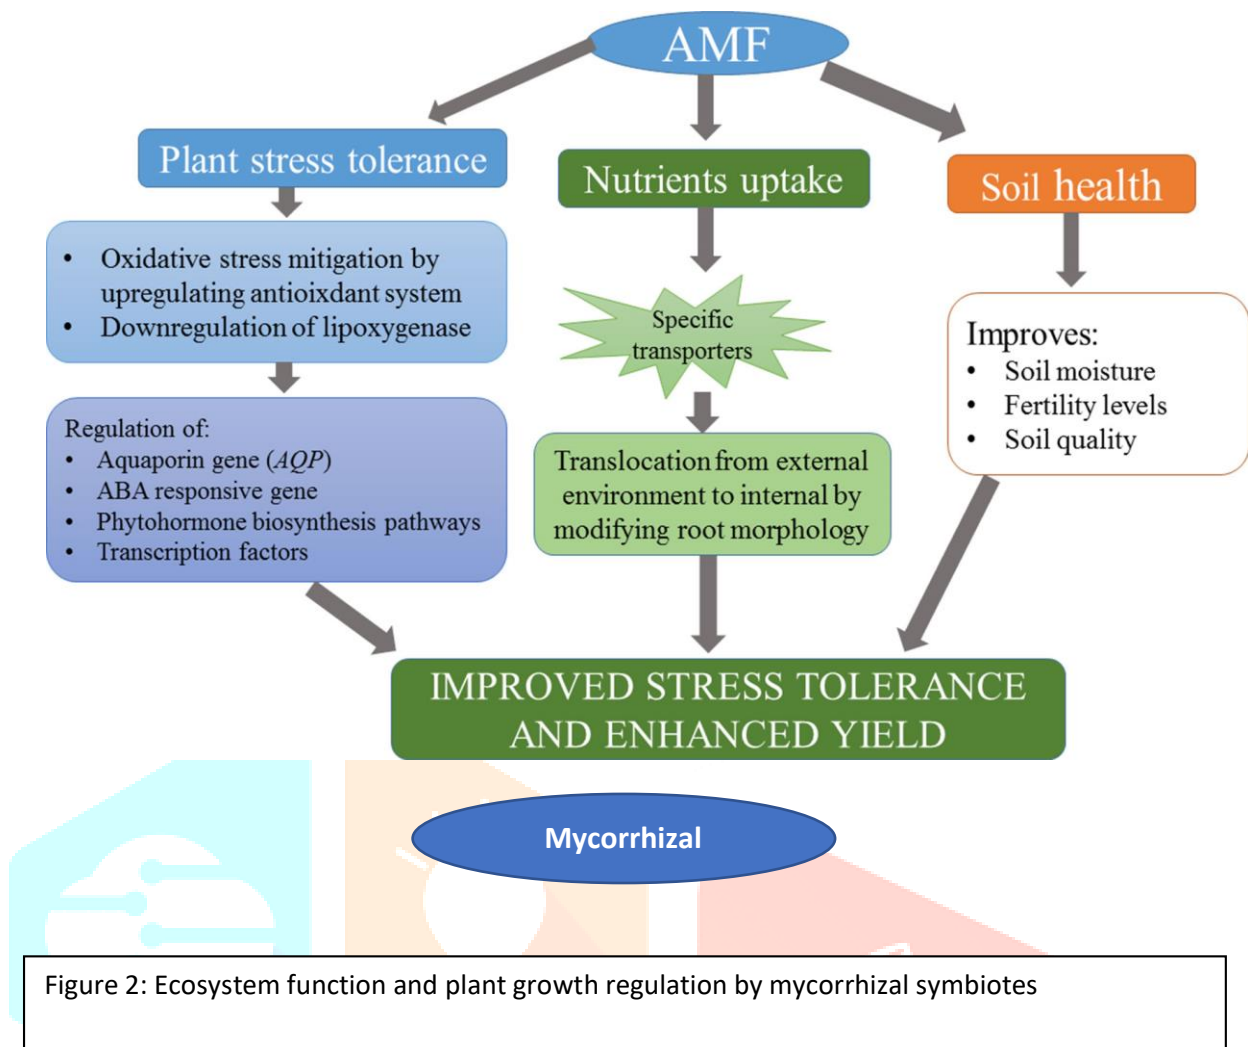 AMF
Plant stress tolerance
• Oxidative stress mitigation by
upregulating antioixdant system
• Downregulation of lipoxygenase
Regulation of:
• Aquaporin gene (AQP)
• ABA responsive gene
• Phytohormone biosynthesis pathways
• Transcription factors
Nutrients uptake
Specific
transporters
Translocation from external
environment to internal by
modifying root morphology
Soil health
Improves:
• Soil moisture
• Fertility levels
• Soil quality
IMPROVED STRESS TOLERANCE
AND ENHANCED YIELD
Mycorrhizal
Figure 2: Ecosystem function and plant growth regulation by mycorrhizal symbiotes